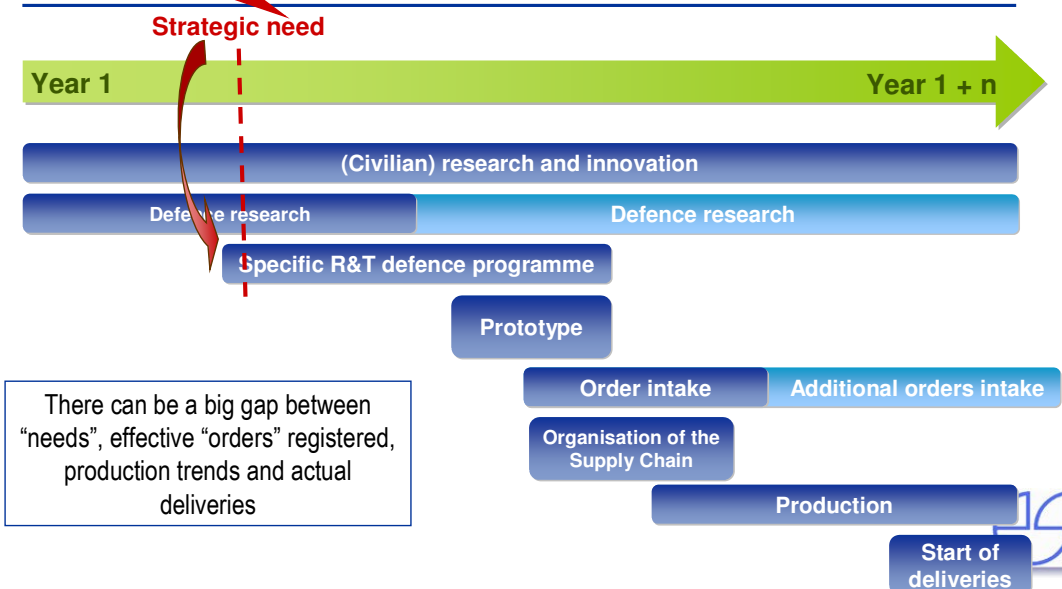 Strategic need
Year 1
Year 1 + n
(Civilian) research and innovation
Defence research
Defence research
Specific R&T defence programme
Prototype
Order intake
Additional orders intake
There can be a big gap between
“needs”, effective “orders” registered,
production trends and actual
deliveries
Organisation of the
Supply Chain
Production
Start of
deliveries